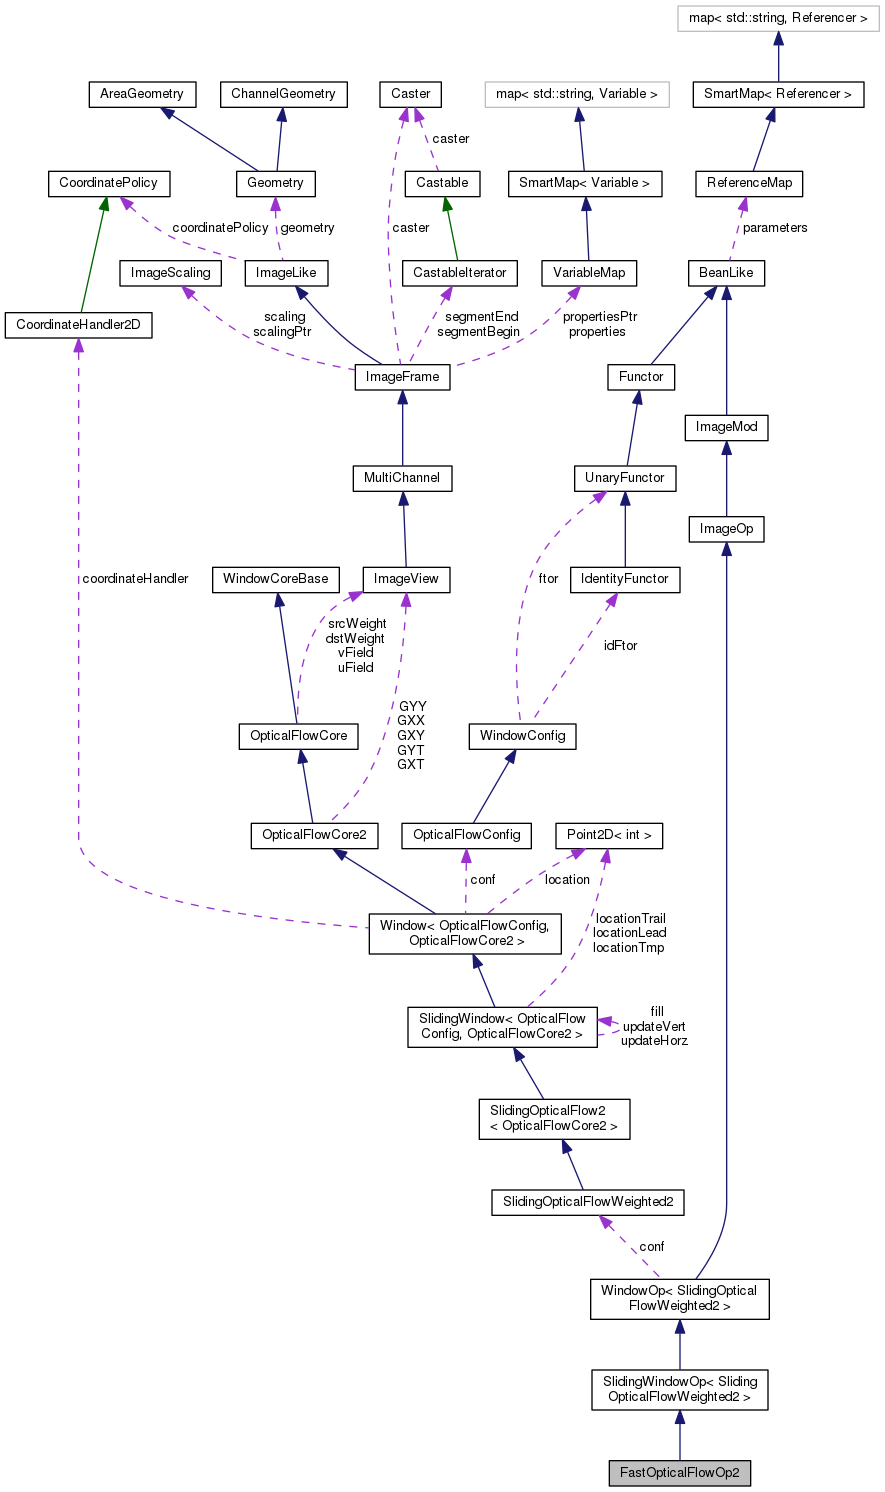 map< std::string, Referencer >
AreaGeometry
ChannelGeometry
Caster
map< std::string, Variable >
SmartMap< Referencer >
caster
CoordinatePolicy
Geometry
Castable
SmartMap< Variable >
ReferenceMap
coordinatePolicy
geometry
caster
parameters
ImageScaling
ImageLike
CastableIterator
VariableMap
BeanLike
CoordinateHandler2D
scaling
scalingPtr
segmentEnd
segmentBegin
propertiesPtr
properties
ImageFrame
Functor
ImageMod
MultiChannel
UnaryFunctor
ImageOp
coordinateHandler
WindowCoreBase
ImageView
ftor
IdentityFunctor
srcWeight
dstWeight
vField
uField
idFtor
GYY
GXX
GXY
GYT
GXT
OpticalFlowCore
WindowConfig
OpticalFlowCore2
OpticalFlowConfig
Point2D< int >
conf
location
Window< OpticalFlowConfig,
OpticalFlowCore2 >
locationTrail
locationLead
locationTmp
SlidingWindow< OpticalFlow
Config, OpticalFlowCore2 >
fill
updateVert
updateHorz
SlidingOpticalFlow2
< OpticalFlowCore2 >
SlidingOpticalFlowWeighted2
conf
WindowOp< SlidingOptical
FlowWeighted2 >
SlidingWindowOp< Sliding
OpticalFlowWeighted2 >
FastOpticalFlowOp2